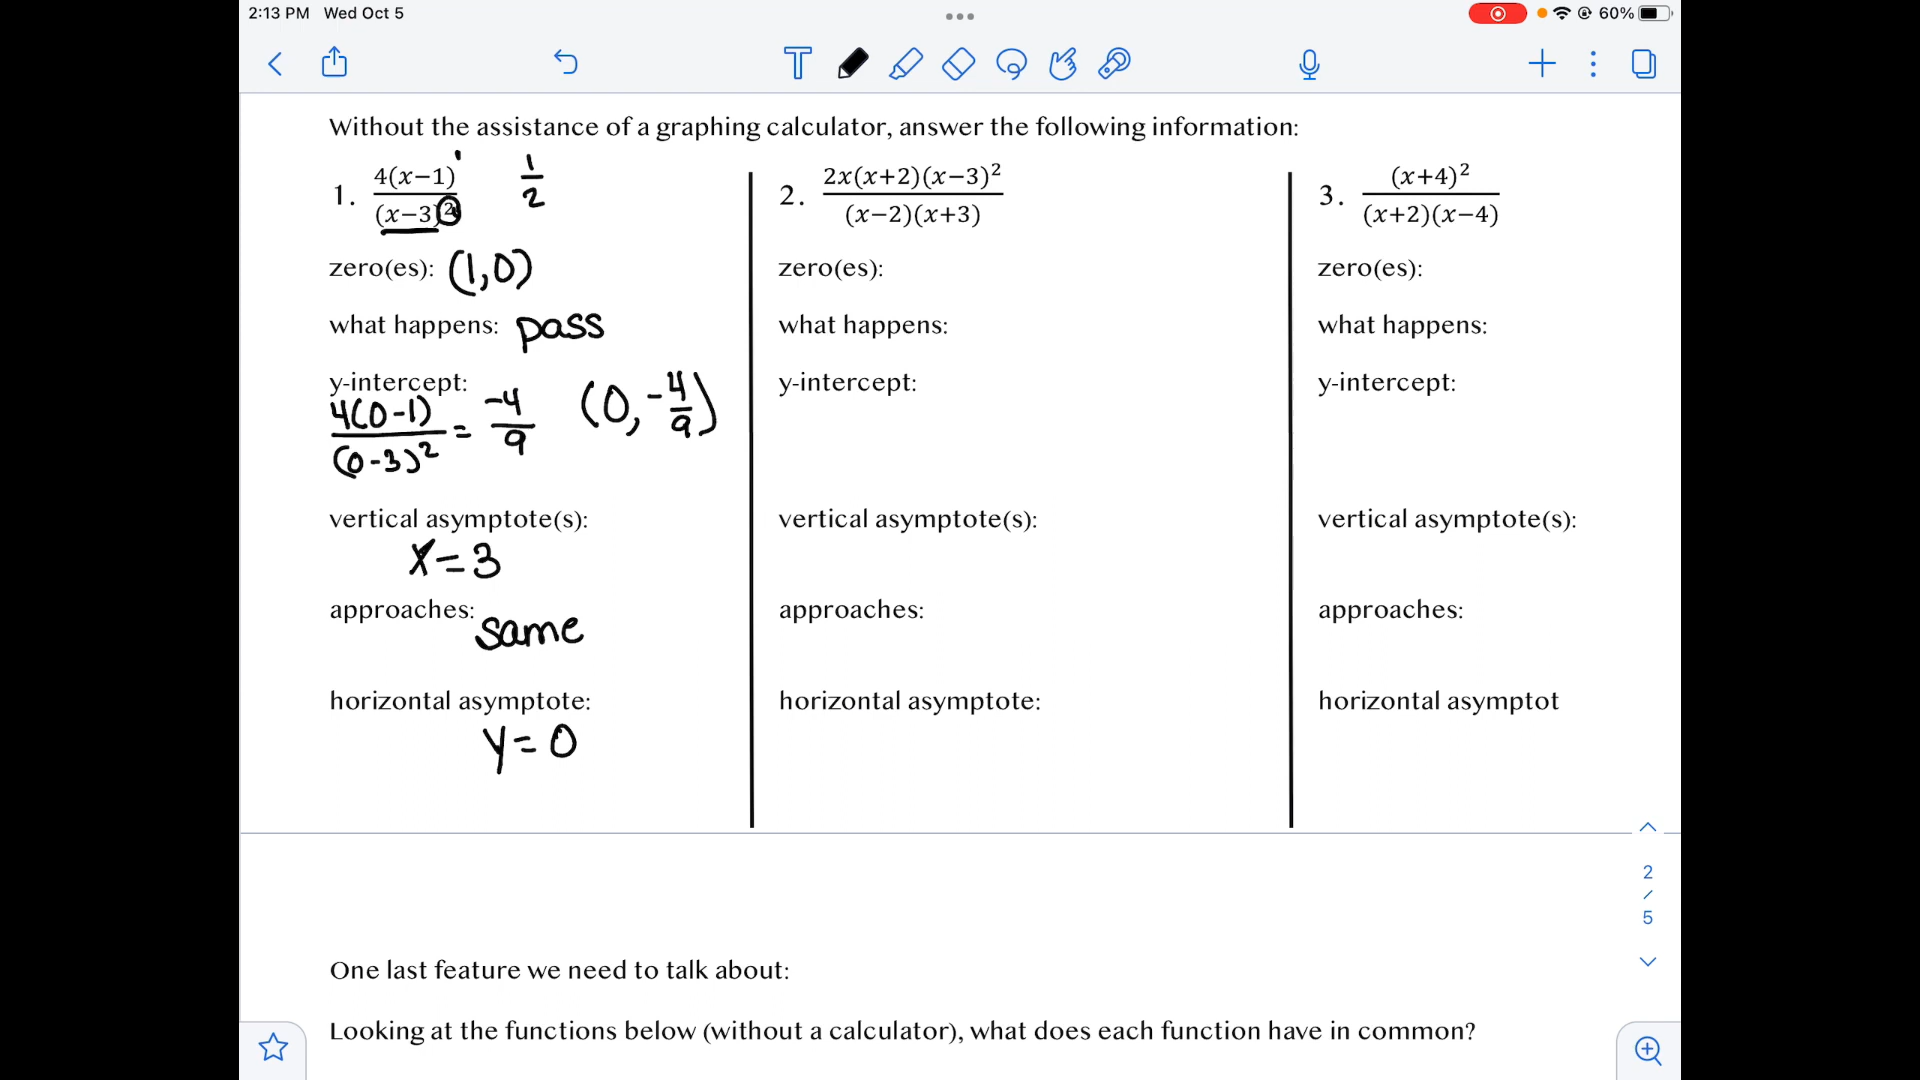 2:13 PM Wed Oct 5
60%
T
Without the assistance of a graphing calculator, answer the following information:
1. 4(x−1)^1 / (x−3)^2
1/2
zero(es): (1,0)
what happens: pass
y-intercept:
4(0-1) / (0-3)^2 = -4/9 (0, -4/9)
vertical asymptote(s):
x=3
approaches: same
horizontal asymptote:
y=0
2. 2x(x+2)(x−3)^2 / (x−2)(x+3)
zero(es):
what happens:
y-intercept:
vertical asymptote(s):
approaches:
horizontal asymptote:
3. (x+4)^2 / (x+2)(x−4)
zero(es):
what happens:
y-intercept:
vertical asymptote(s):
approaches:
horizontal asymptot
2
/
5
One last feature we need to talk about:
Looking at the functions below (without a calculator), what does each function have in common?